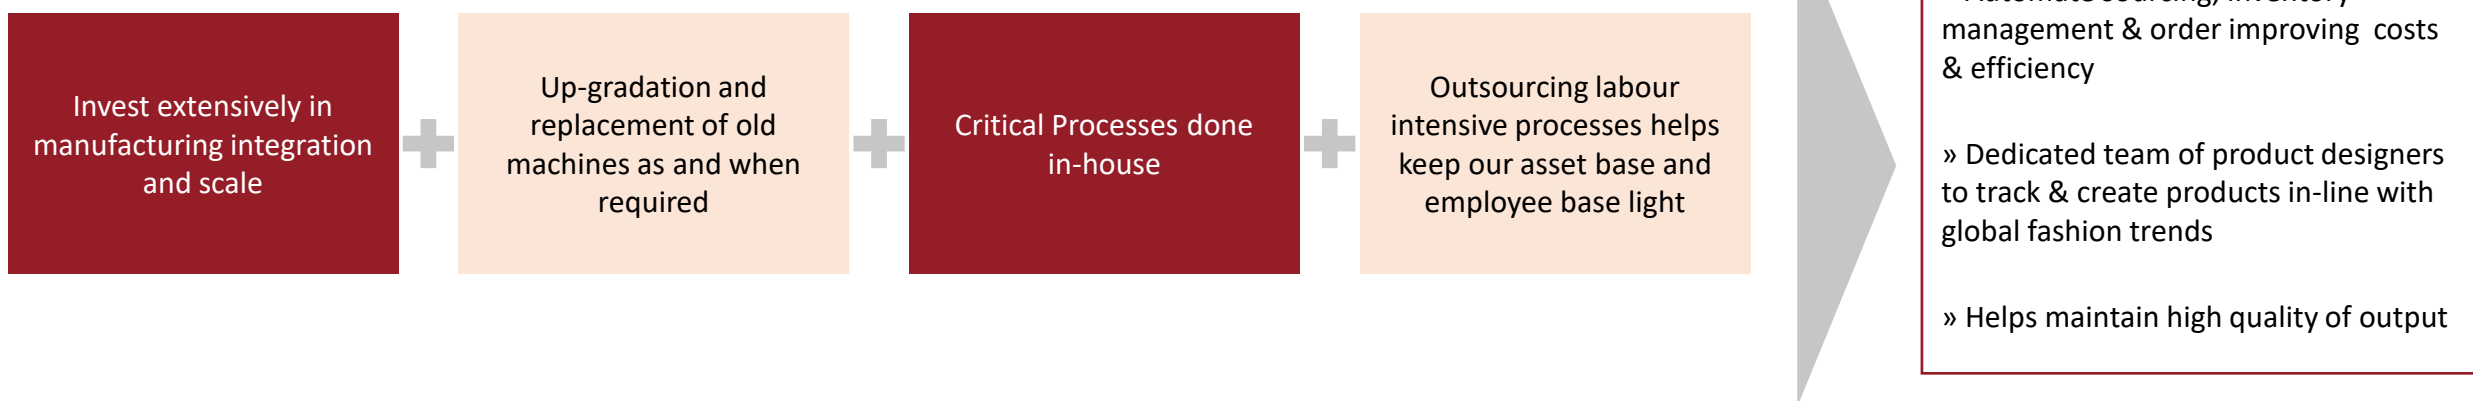 Invest extensively in
manufacturing integration
and scale
Up-gradation and
replacement of old
machines as and when
required
Critical Processes done
in-house
Outsourcing labour
intensive processes helps
keep our asset base and
employee base light
management & order improving costs
& efficiency
» Dedicated team of product designers
to track & create products in-line with
global fashion trends
» Helps maintain high quality of output